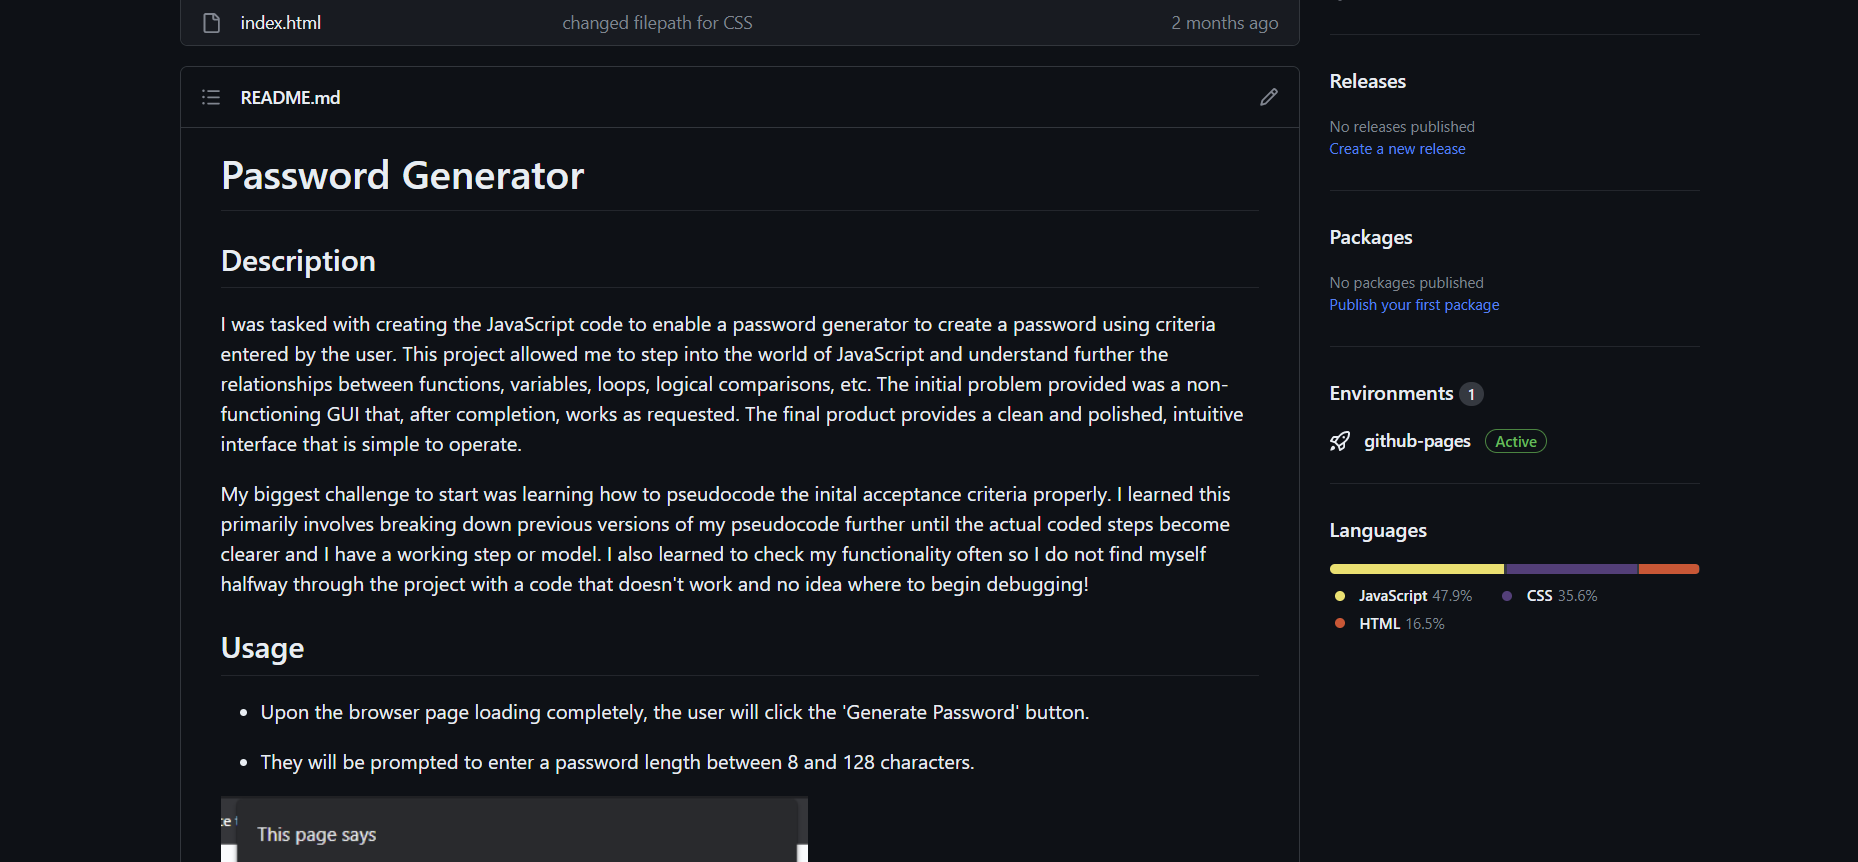 index.html changed filepath for CSS 2 months ago
README.md
Password Generator
Description
I was tasked with creating the JavaScript code to enable a password generator to create a password using criteria
entered by the user. This project allowed me to step into the world of JavaScript and understand further the
relationships between functions, variables, loops, logical comparisons, etc. The initial problem provided was a non-
functioning GUI that, after completion, works as requested. The final product provides a clean and polished, intuitive
interface that is simple to operate.
My biggest challenge to start was learning how to pseudocode the inital acceptance criteria properly. I learned this
primarily involves breaking down previous versions of my pseudocode further until the actual coded steps become
clearer and I have a working step or model. I also learned to check my functionality often so I do not find myself
halfway through the project with a code that doesn't work and no idea where to begin debugging!
Usage
• Upon the browser page loading completely, the user will click the 'Generate Password' button.
• They will be prompted to enter a password length between 8 and 128 characters.
This page says
Releases
No releases published
Create a new release
Packages
No packages published
Publish your first package
Environments 1
github-pages Active
Languages
JavaScript 47.9% CSS 35.6%
HTML 16.5%